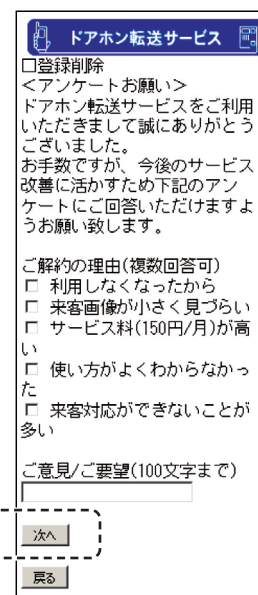 ドアホン転送サービス
□登録削除
<アンケートお願い>
ドアホン転送サービスをご利用
いただきまして誠にありがとう
ございました。
お手数ですが、今後のサービス
改善に活かすため下記のアン
ケートにご回答いただけますよ
うお願い致します。
ご解約の理由(複数回答可)
利用しなくなったから
来客画像が小さく見づらい
サービス料(150円/月)が高
い
使い方がよくわからなかっ
た
来客対応ができないことが
多い
ご意見/ご要望(100文字まで)
次へ
戻る